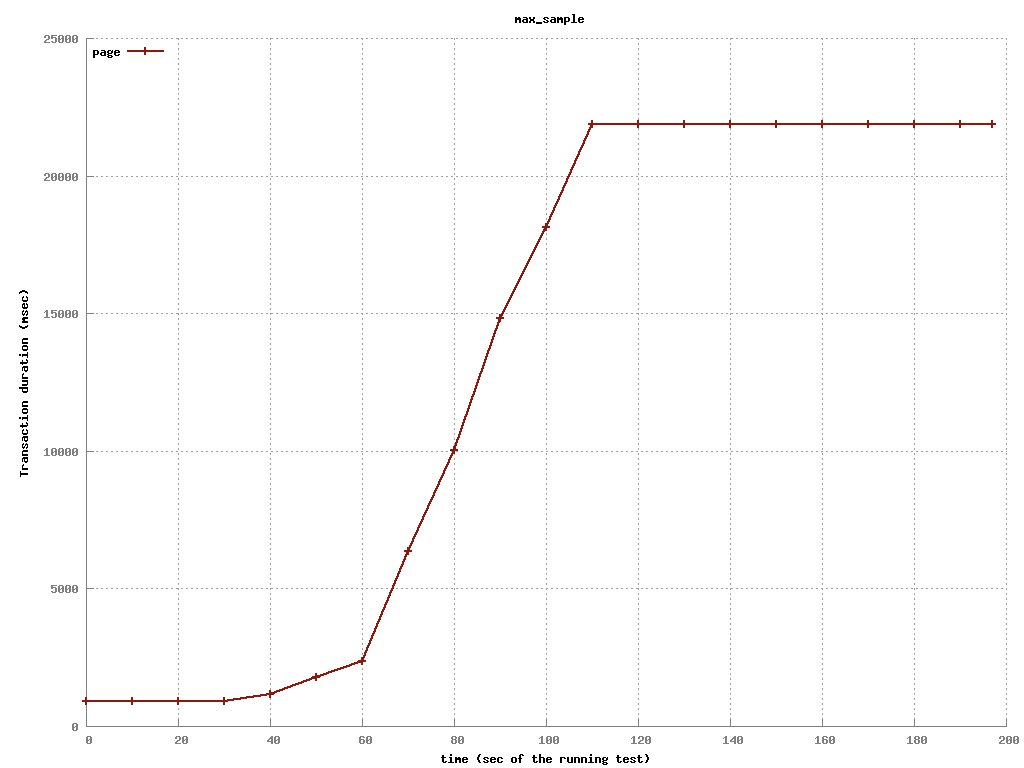 max_sample
page
25000
20000
15000
10000
5000
0
Transaction duration (msec)
0 20 40 60 80 100 120 140 160 180 200
time (sec of the running test)